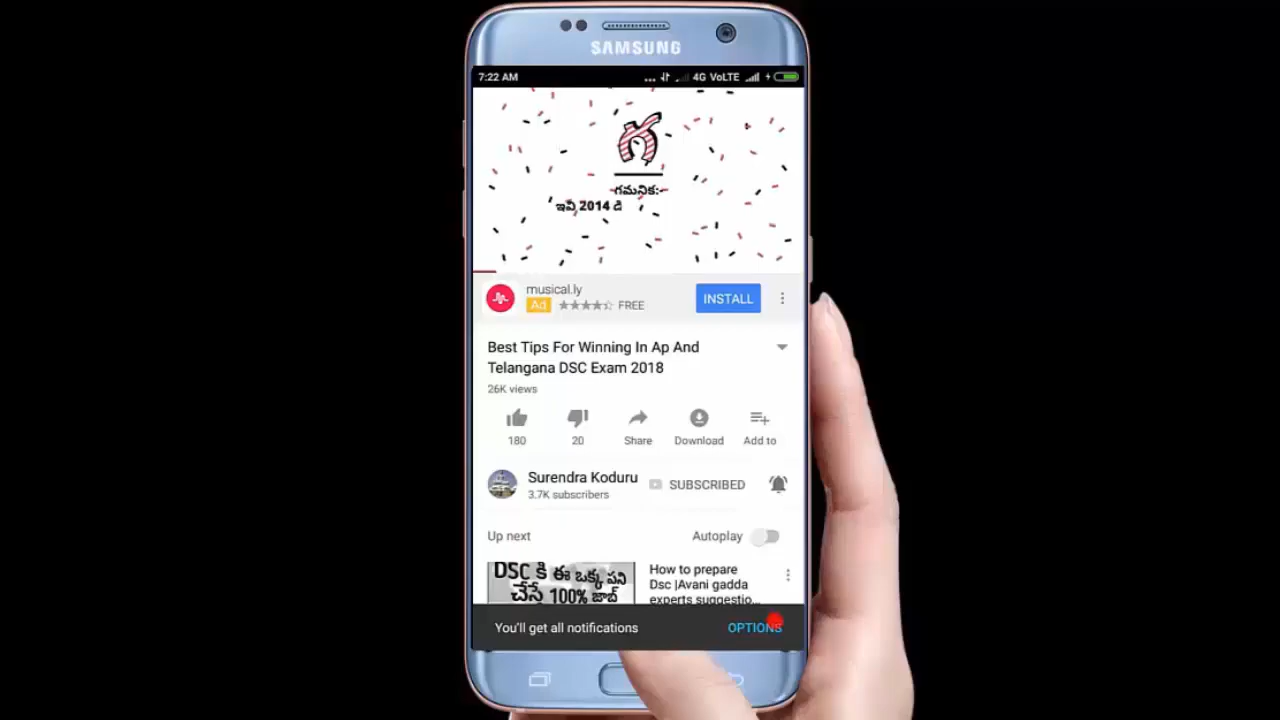 SAMSUNG
7:22 AM
4G VoLTE
గ
గమనిక:-
ఇవి 2014 డి
musical.ly
Ad FREE
INSTALL
Best Tips For Winning In Ap And
Telangana DSC Exam 2018
26K views
180
20
Share
Download
Add to
Surendra Koduru
3.7K subscribers
SUBSCRIBED
Up next
Autoplay
DSC కి ఈ ఒక్క పని
చేస్తే 100% జాబ్
How to prepare
Dsc |Avani gadda
experts suggestio...
You'll get all notifications
OPTIONS